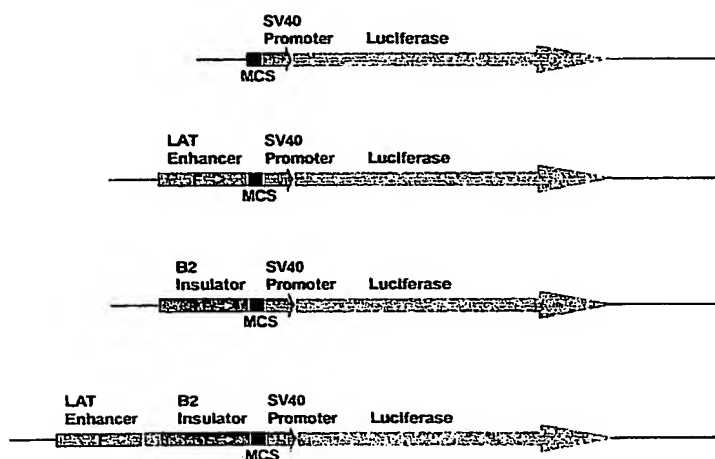 SV40
Promoter Luciferase
MCS
LAT SV40
Enhancer Promoter Luciferase
MCS
B2 SV40
Insulator Promoter Luciferase
MCS
LAT B2 SV40
Enhancer Insulator Promoter Luciferase
MCS